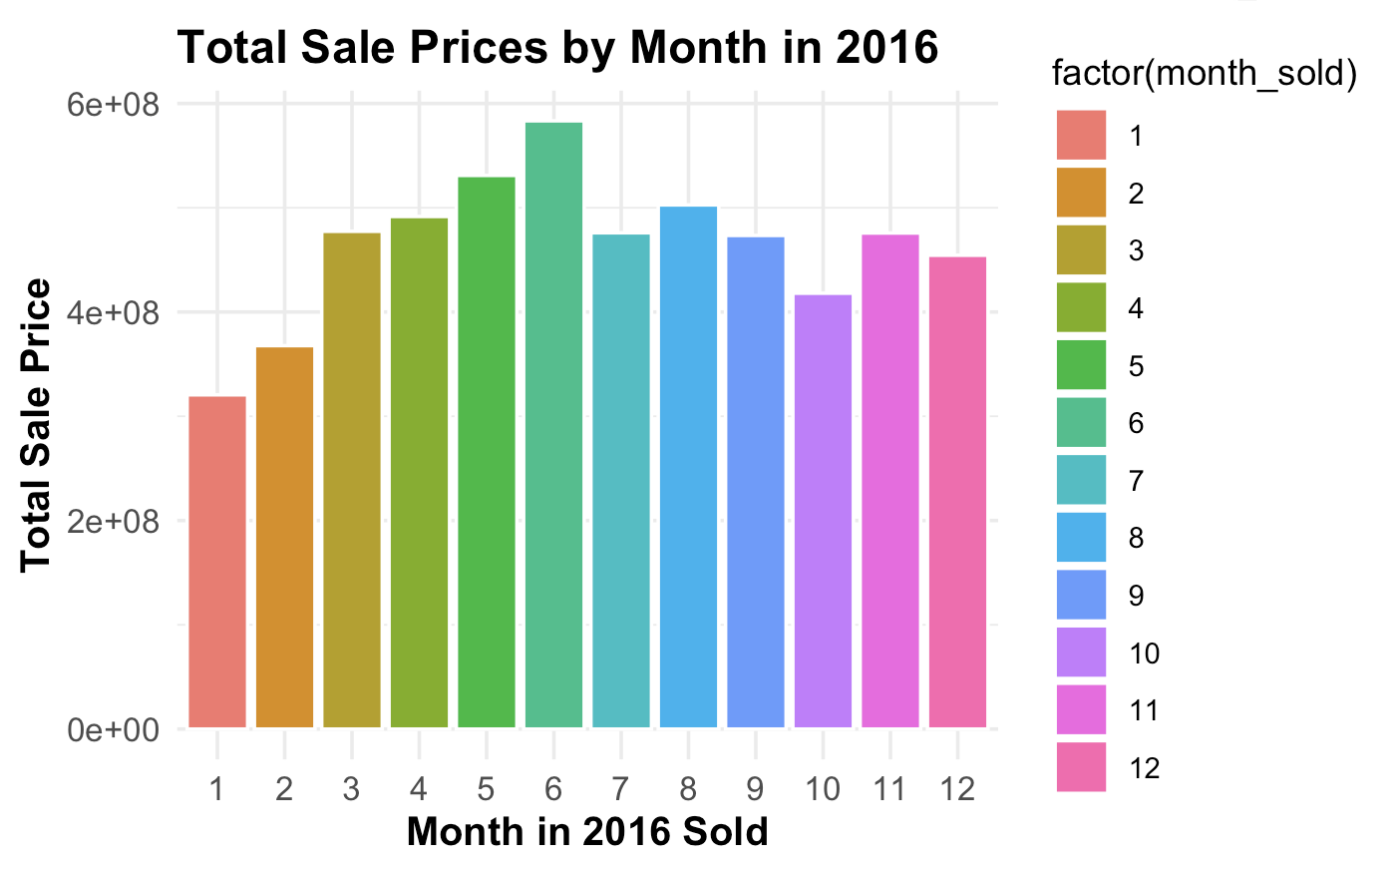 Total Sale Prices by Month in 2016
Total Sale Price
6e+08
4e+08
2e+08
0e+00
1 2 3 4 5 6 7 8 9 10 11 12
Month in 2016 Sold
factor(month_sold)
1
2
3
4
5
6
7
8
9
10
11
12